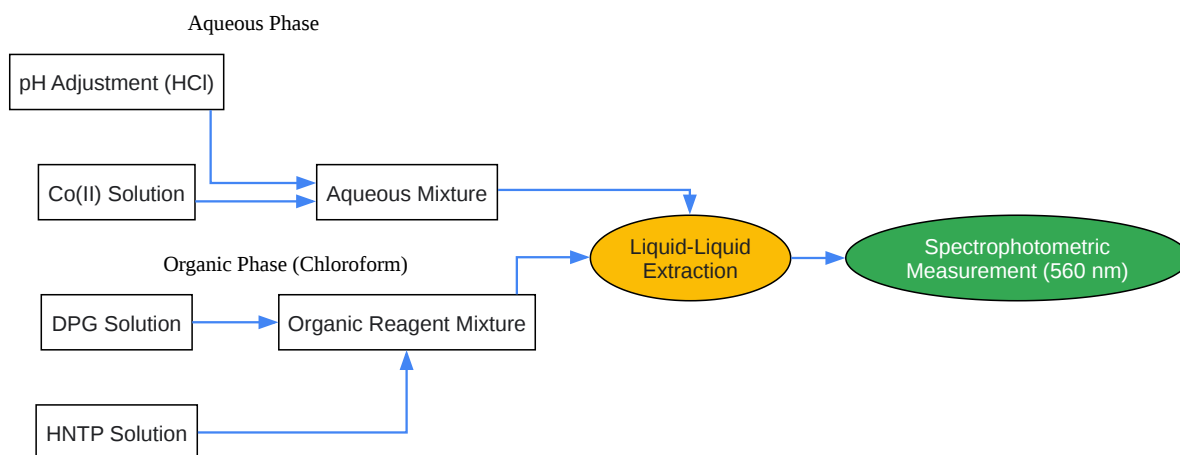 Aqueous Phase
pH Adjustment (HCl)
Co(II) Solution
Aqueous Mixture
Liquid-Liquid
Extraction
Spectrophotometric
Measurement (560 nm)
Organic Phase (Chloroform)
DPG Solution
Organic Reagent Mixture
HNTP Solution